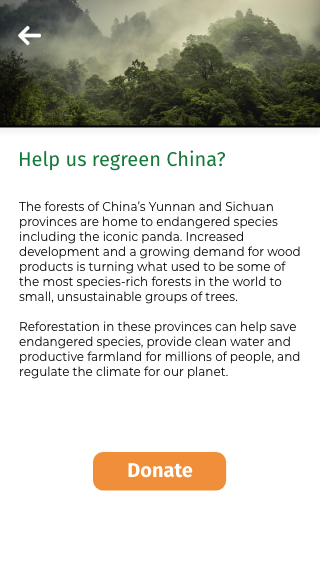 Help us regreen China?
The forests of China's Yunnan and Sichuan
provinces are home to endangered species
including the iconic panda. Increased
development and a growing demand for wood
products is turning what used to be some of
the most species-rich forests in the world to
small, unsustainable groups of trees.
Reforestation in these provinces can help save
endangered species, provide clean water and
productive farmland for millions of people, and
regulate the climate for our planet.
Donate